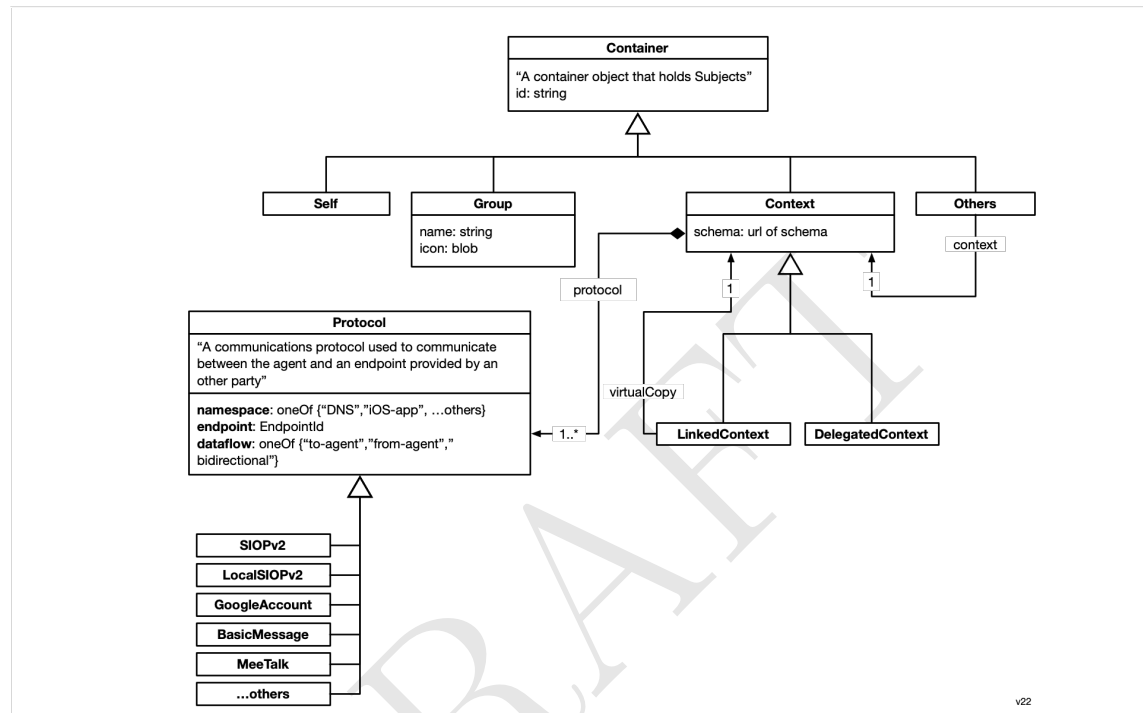 Container
“A container object that holds Subjects”
id: string
Self
Group
name: string
icon: blob
Context
schema: url of schema
Others
context
protocol
1
1
Protocol
“A communications protocol used to communicate
between the agent and an endpoint provided by an
other party”
namespace: oneOf {“DNS”,”iOS-app”, …others}
endpoint: EndpointId
dataflow: oneOf {“to-agent”,”from-agent”,”
bidirectional”}
virtualCopy
1..*
LinkedContext
DelegatedContext
SIOPv2
LocalSIOPv2
GoogleAccount
BasicMessage
MeeTalk
…others
v22
RAFT